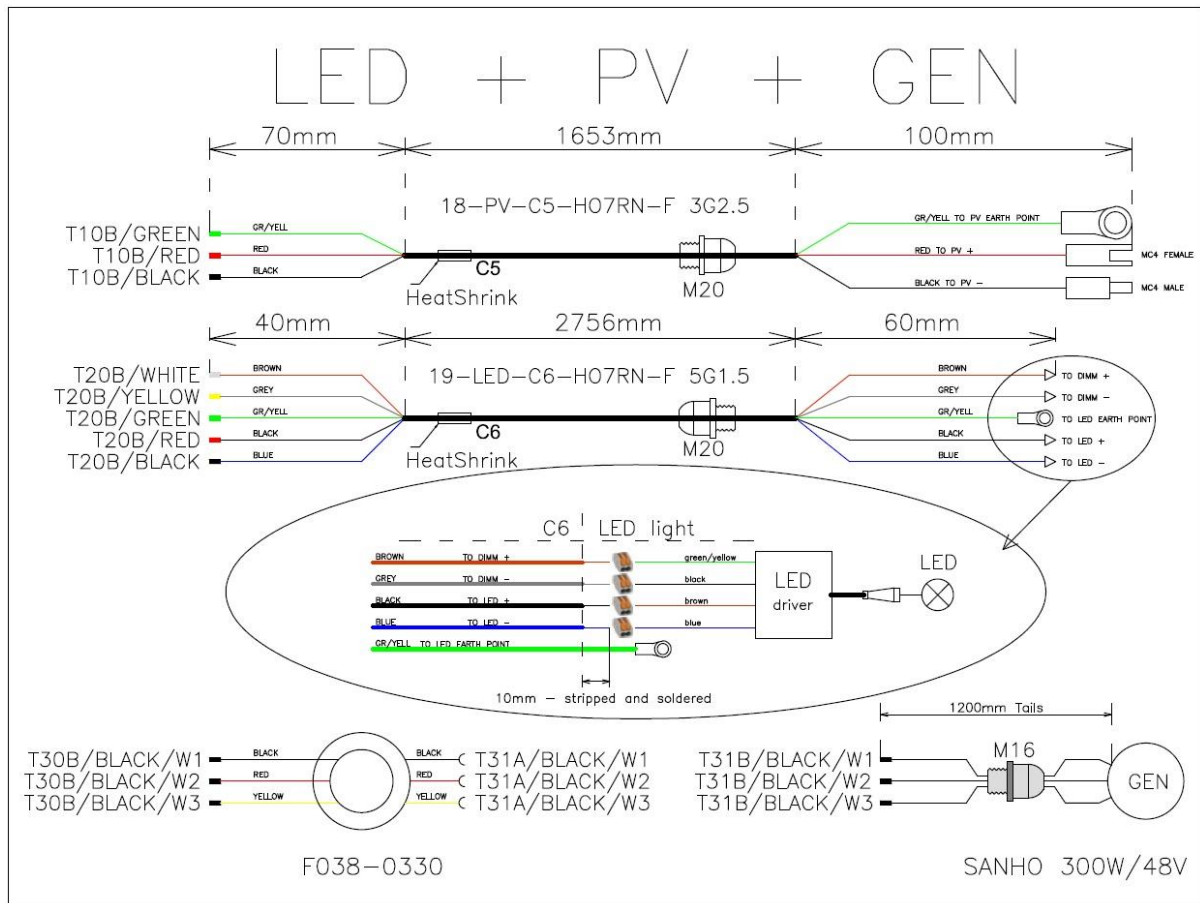 LED + PV + GEN
70mm 1653mm 100mm
18-PV-C5-H07RN-F 3G2.5
T10B/GREEN GR/YELL GR/YELL TO PV EARTH POINT
T10B/RED RED RED TO PV + MC4 FEMALE
T10B/BLACK BLACK C5 BLACK TO PV - MC4 MALE
HeatShrink M20
40mm 2756mm 60mm
19-LED-C6-H07RN-F 5G1.5
T20B/WHITE BROWN BROWN TO DIMM +
T20B/YELLOW GREY GREY TO DIMM -
T20B/GREEN GR/YELL GR/YELL TO LED EARTH POINT
T20B/RED BLACK C6 BLACK TO LED +
T20B/BLACK BLUE BLUE TO LED -
HeatShrink M20
C6 LED light
BROWN TO DIMM + green/yellow
GREY TO DIMM - black
BLACK TO LED + brown
BLUE TO LED - blue
GR/YELL TO LED EARTH POINT
LED driver
LED
10mm - stripped and soldered
1200mm Tails
T30B/BLACK/W1 BLACK BLACK T31A/BLACK/W1
T30B/BLACK/W2 RED RED T31A/BLACK/W2
T30B/BLACK/W3 YELLOW YELLOW T31A/BLACK/W3
F038-0330
T31B/BLACK/W1 M16
T31B/BLACK/W2 GEN
T31B/BLACK/W3
SANHO 300W/48V